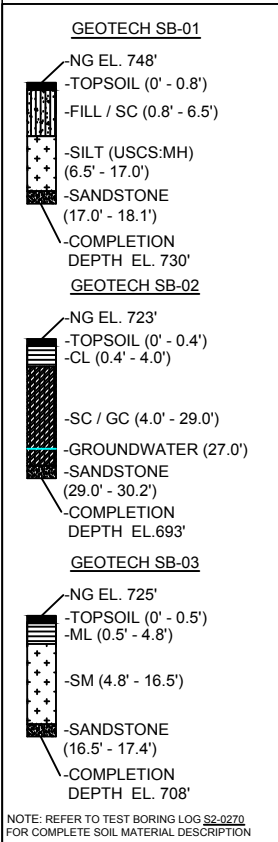 GEOTECH SB-01
-NG EL. 748'
-TOPSOIL (0' - 0.8')
-FILL / SC (0.8' - 6.5')
-SILT (USCS:MH)
(6.5' - 17.0')
-SANDSTONE
(17.0' - 18.1')
-COMPLETION
DEPTH EL. 730'
GEOTECH SB-02
-NG EL. 723'
-TOPSOIL (0' - 0.4')
-CL (0.4' - 4.0')
-SC / GC (4.0' - 29.0')
-GROUNDWATER (27.0')
-SANDSTONE
(29.0' - 30.2')
-COMPLETION
DEPTH EL.693'
GEOTECH SB-03
-NG EL. 725'
-TOPSOIL (0' - 0.5')
-ML (0.5' - 4.8')
-SM (4.8' - 16.5')
-SANDSTONE
(16.5' - 17.4')
-COMPLETION
DEPTH EL. 708'
NOTE: REFER TO TEST BORING LOG S2-0270
FOR COMPLETE SOIL MATERIAL DESCRIPTION